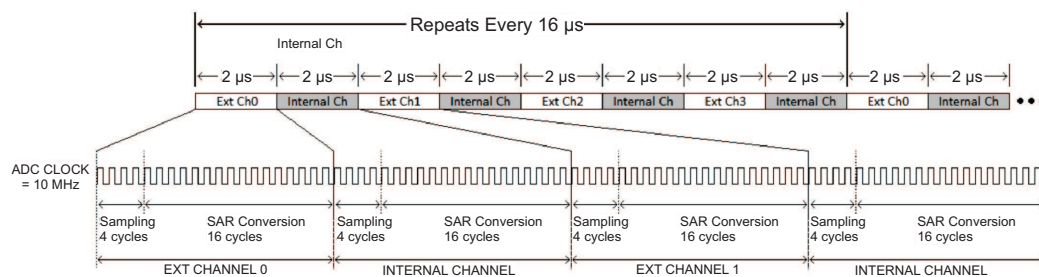 Repeats Every 16 µs
Internal Ch
2 µs 2 µs 2 µs 2 µs 2 µs 2 µs 2 µs 2 µs 2 µs 2 µs
Ext Ch0 Internal Ch Ext Ch1 Internal Ch Ext Ch2 Internal Ch Ext Ch3 Internal Ch Ext Ch0 Internal Ch •••
ADC CLOCK
= 10 MHz
Sampling SAR Conversion Sampling SAR Conversion Sampling SAR Conversion Sampling SAR Conversion
4 cycles 16 cycles 4 cycles 16 cycles 4 cycles 16 cycles 4 cycles 16 cycles
EXT CHANNEL 0 INTERNAL CHANNEL EXT CHANNEL 1 INTERNAL CHANNEL